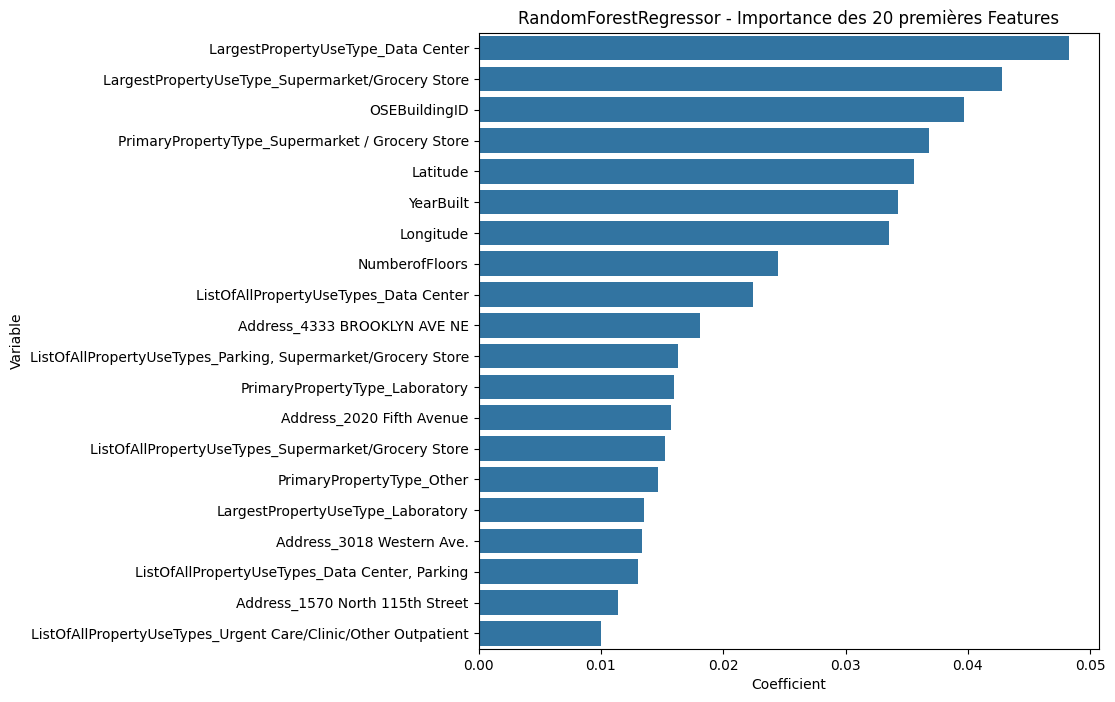 RandomForestRegressor - Importance des 20 premières Features
LargestPropertyUseType_Data Center
LargestPropertyUseType_Supermarket/Grocery Store
OSEBuildingID
PrimaryPropertyType_Supermarket / Grocery Store
Latitude
YearBuilt
Longitude
NumberofFloors
ListOfAllPropertyUseTypes_Data Center
Address_4333 BROOKLYN AVE NE
ListOfAllPropertyUseTypes_Parking, Supermarket/Grocery Store
PrimaryPropertyType_Laboratory
Address_2020 Fifth Avenue
ListOfAllPropertyUseTypes_Supermarket/Grocery Store
PrimaryPropertyType_Other
LargestPropertyUseType_Laboratory
Address_3018 Western Ave.
ListOfAllPropertyUseTypes_Data Center, Parking
Address_1570 North 115th Street
ListOfAllPropertyUseTypes_Urgent Care/Clinic/Other Outpatient
Variable
0.00 0.01 0.02 0.03 0.04 0.05
Coefficient